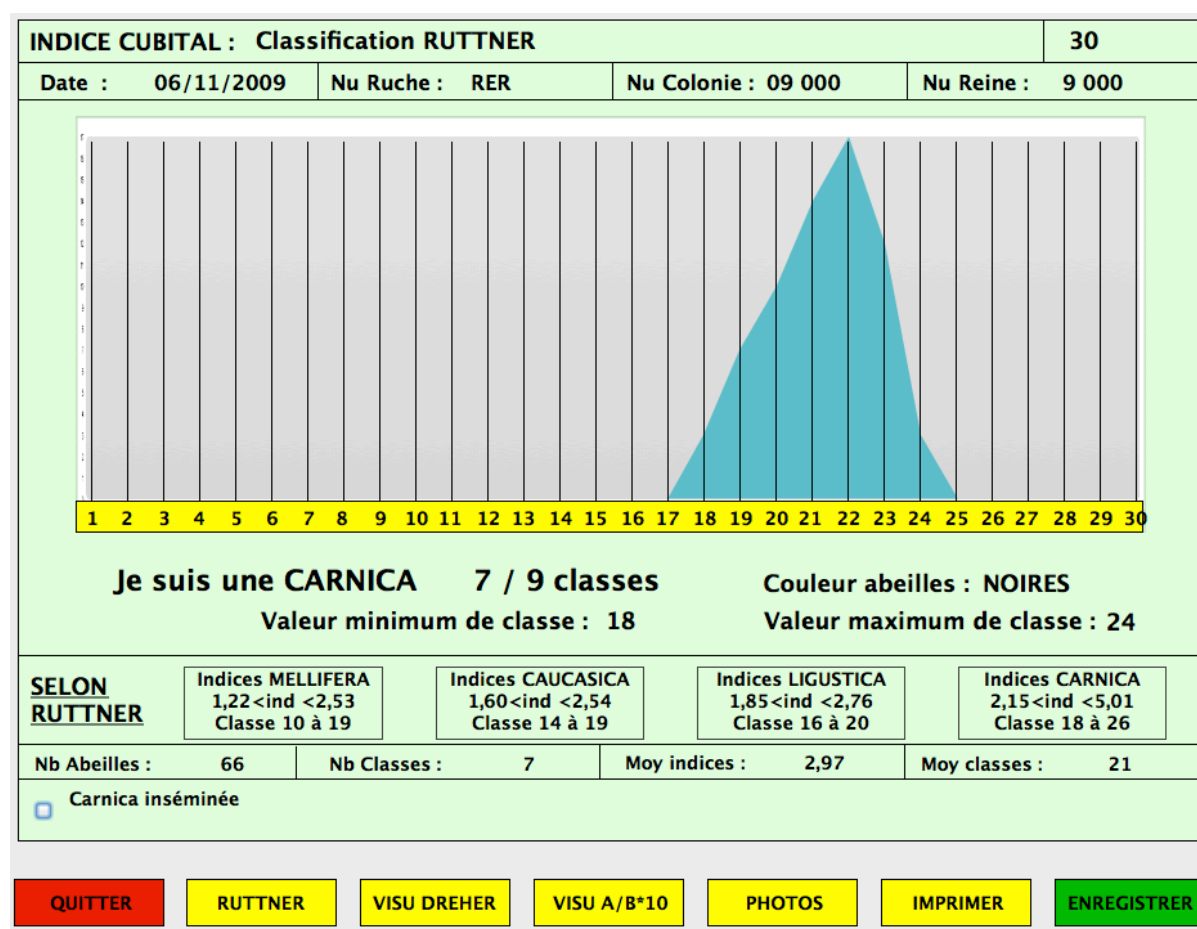 INDICE CUBITAL : Classification RUTTNER 30
Date : 06/11/2009 Nu Ruche : RER Nu Colonie : 09 000 Nu Reine : 9 000
1 2 3 4 5 6 7 8 9 10 11 12 13 14 15 16 17 18 19 20 21 22 23 24 25 26 27 28 29 30
Je suis une CARNICA 7 / 9 classes Couleur abeilles : NOIRES
Valeur minimum de classe : 18 Valeur maximum de classe : 24
SELON RUTTNER
Indices MELLIFERA
1,22<ind <2,53
Classe 10 à 19
Indices CAUCASICA
1,60<ind <2,54
Classe 14 à 19
Indices LIGUSTICA
1,85<ind <2,76
Classe 16 à 20
Indices CARNICA
2,15<ind <5,01
Classe 18 à 26
Nb Abeilles : 66 Nb Classes : 7 Moy indices : 2,97 Moy classes : 21
Carnica inséminée
QUITTER RUTTNER VISU DREHER VISU A/B*10 PHOTOS IMPRIMER ENREGISTRER